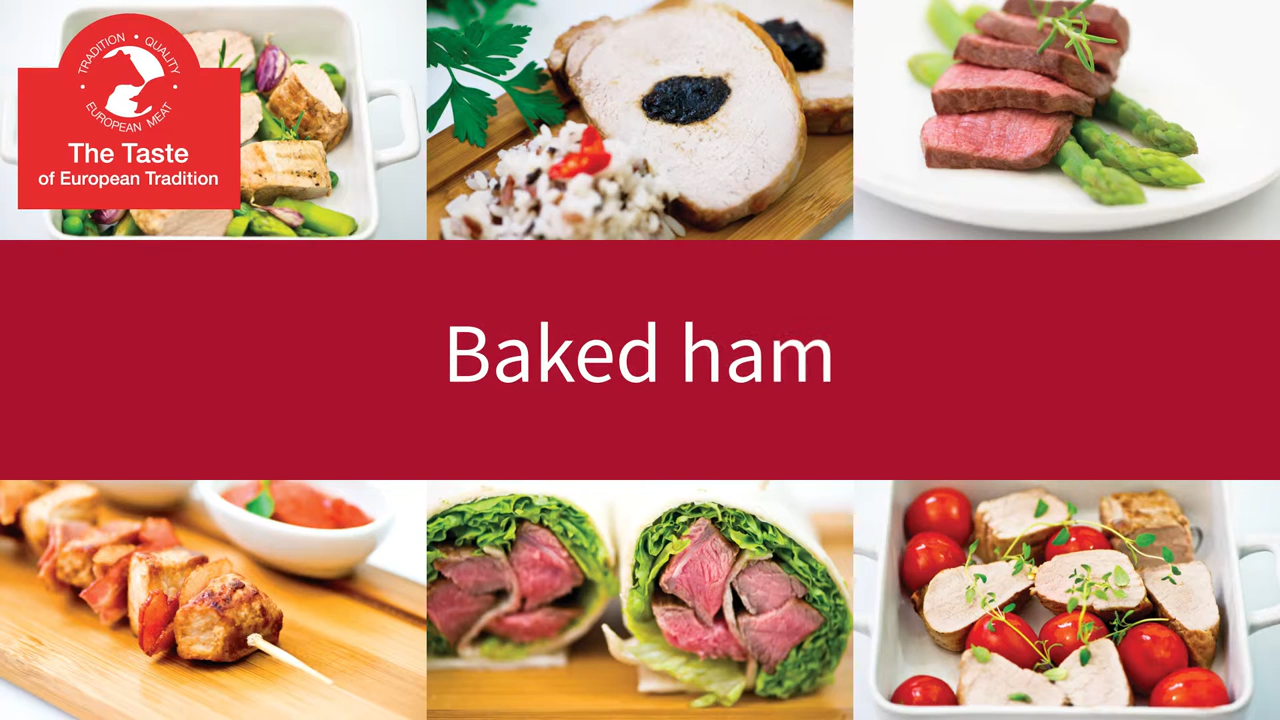 TRADITION • QUALITY
• EUROPEAN MEAT •
The Taste
of European Tradition
Baked ham